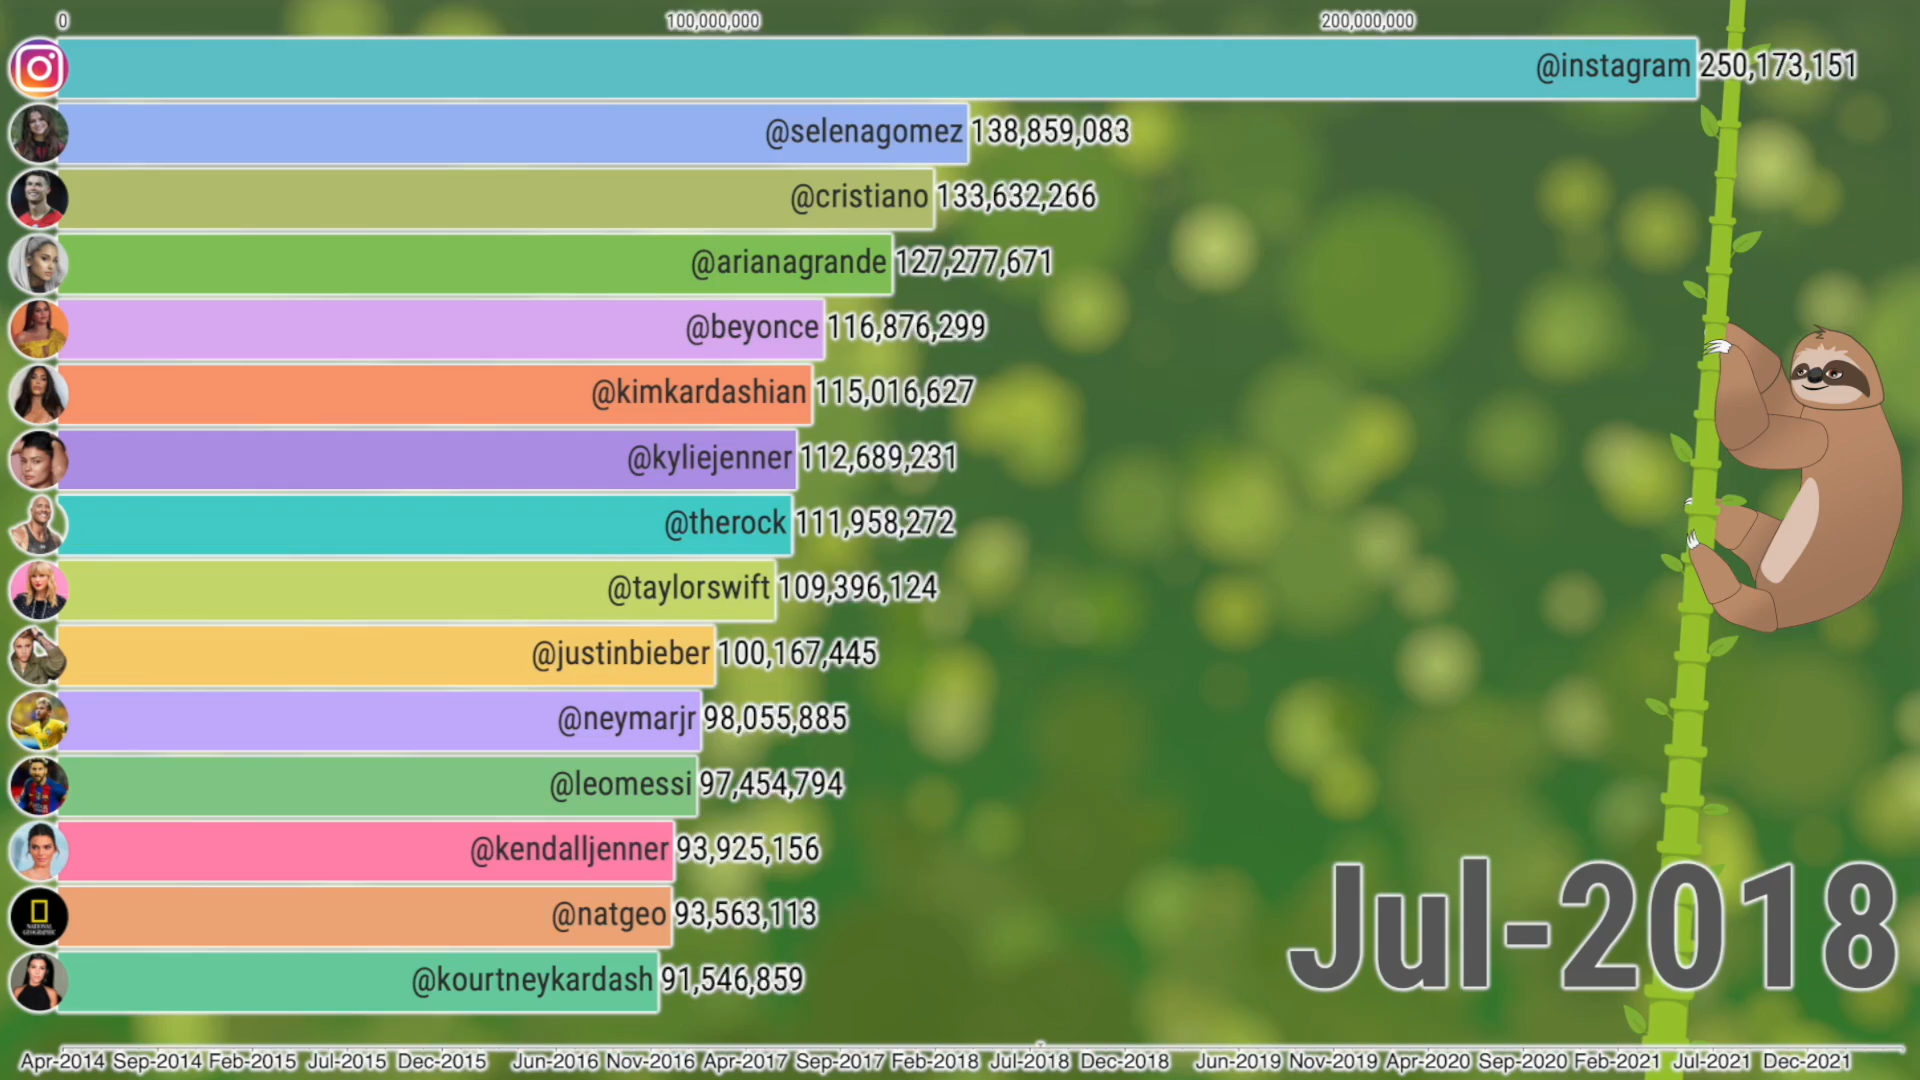 0 100,000,000 200,000,000
@instagram 250,173,151
@selenagomez 138,859,083
@cristiano 133,632,266
@arianagrande 127,277,671
@beyonce 116,876,299
@kimkardashian 115,016,627
@kyliejenner 112,689,231
@therock 111,958,272
@taylorswift 109,396,124
@justinbieber 100,167,445
@neymarjr 98,055,885
@leomessi 97,454,794
@kendalljenner 93,925,156
@natgeo 93,563,113
NATIONAL
GEOGRAPHIC
@kourtneykardash 91,546,859
Jul-2018
Apr-2014 Sep-2014 Feb-2015 Jul-2015 Dec-2015 Jun-2016 Nov-2016 Apr-2017 Sep-2017 Feb-2018 Jul-2018 Dec-2018 Jun-2019 Nov-2019 Apr-2020 Sep-2020 Feb-2021 Jul-2021 Dec-2021